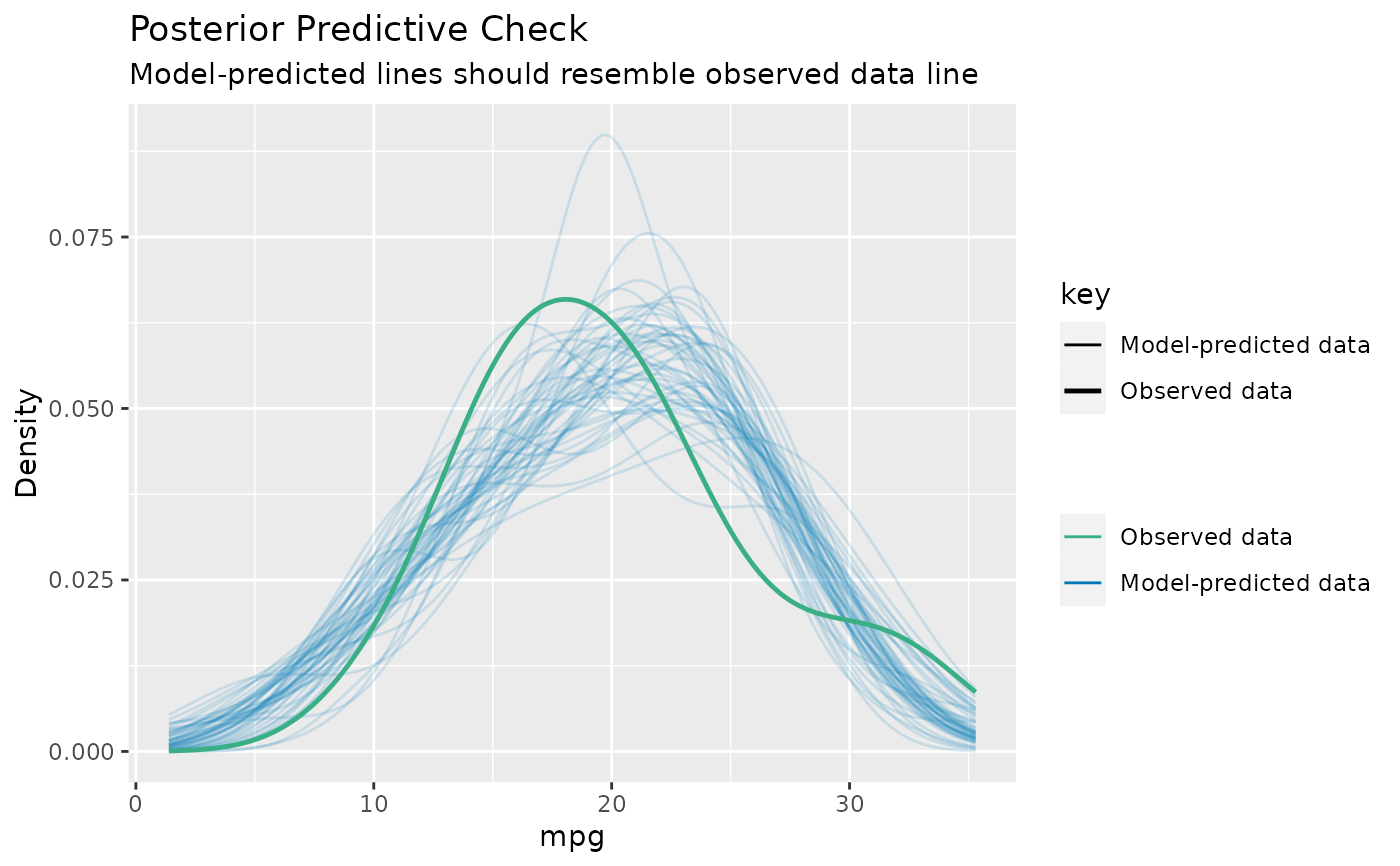 Posterior Predictive Check
Model-predicted lines should resemble observed data line
0.075
0.050
0.025
0.000
Density
0
10
20
30
mpg
key
Model-predicted data
Observed data
Observed data
Model-predicted data